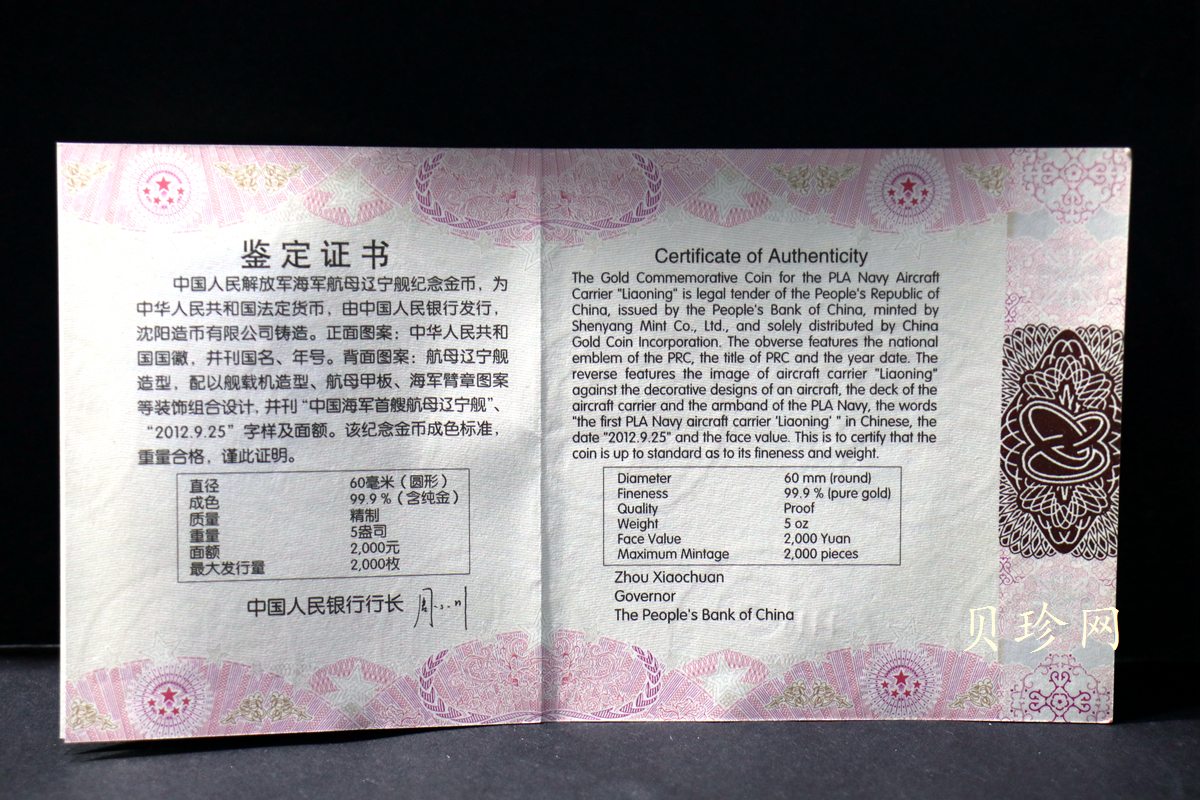 鉴定证书
中国人民解放军海军航母辽宁舰纪念金币，为
中华人民共和国法定货币，由中国人民银行发行，
沈阳造币有限公司铸造。正面图案：中华人民共和
国国徽，并刊国名、年号。背面图案：航母辽宁舰
造型，配以舰载机造型、航母甲板、海军臂章图案
等装饰组合设计，并刊“中国海军首艘航母辽宁舰”、
“2012.9.25”字样及面额。该纪念金币成色标准，
重量合格，谨此证明。
直径 60毫米（圆形）
成色 99.9 %（含纯金）
质量 精制
重量 5盎司
面额 2,000元
最大发行量 2,000枚
中国人民银行行长 周小川
Certificate of Authenticity
The Gold Commemorative Coin for the PLA Navy Aircraft
Carrier "Liaoning" is legal tender of the People's Republic of
China, issued by the People's Bank of China, minted by
Shenyang Mint Co., Ltd., and solely distributed by China
Gold Coin Incorporation. The obverse features the national
emblem of the PRC, the title of PRC and the year date. The
reverse features the image of aircraft carrier "Liaoning"
against the decorative designs of an aircraft, the deck of the
aircraft carrier and the armband of the PLA Navy, the words
"the first PLA Navy aircraft carrier 'Liaoning' " in Chinese, the
date "2012.9.25" and the face value. This is to certify that the
coin is up to standard as to its fineness and weight.
Diameter 60 mm (round)
Fineness 99.9 % (pure gold)
Quality Proof
Weight 5 oz
Face Value 2,000 Yuan
Maximum Mintage 2,000 pieces
Zhou Xiaochuan
Governor
The People's Bank of China
贝珍网